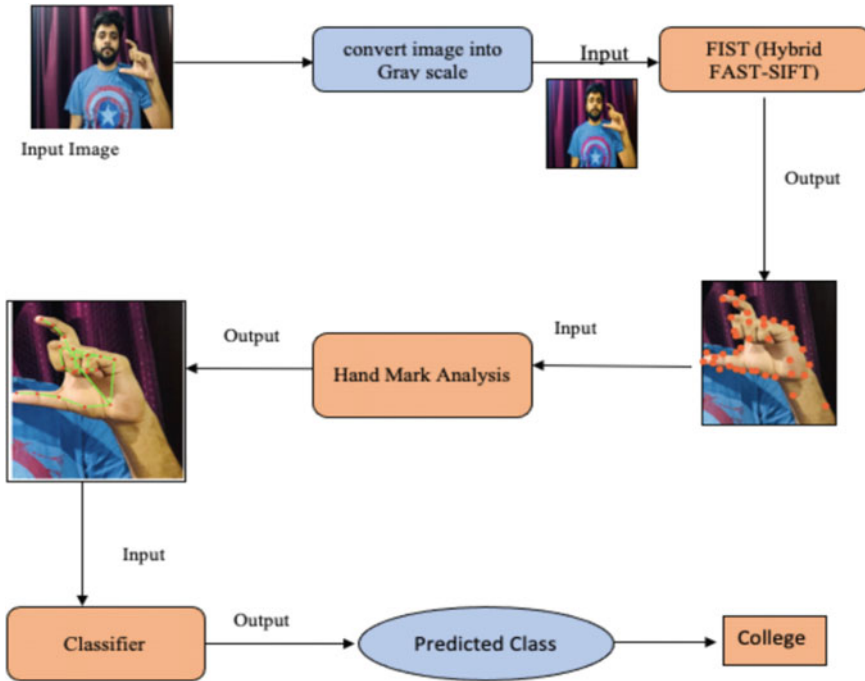 Input Image
convert image into
Gray scale
Input
FIST (Hybrid
FAST-SIFT)
Output
Input
Hand Mark Analysis
Output
Input
Classifier
Output
Predicted Class
College